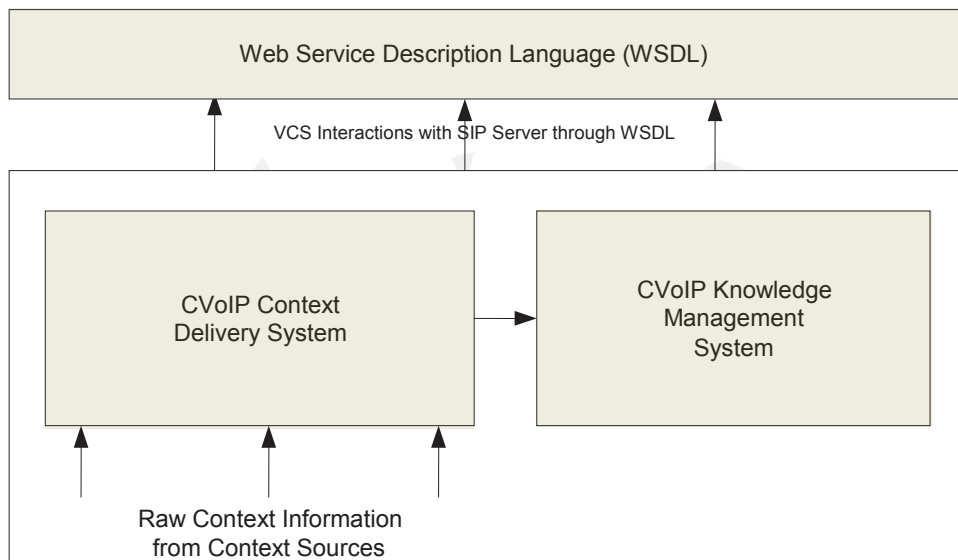 Web Service Description Language (WSDL)
VCS Interactions with SIP Server through WSDL
CVoIP Context
Delivery System
CVoIP Knowledge
Management
System
Raw Context Information
from Context Sources